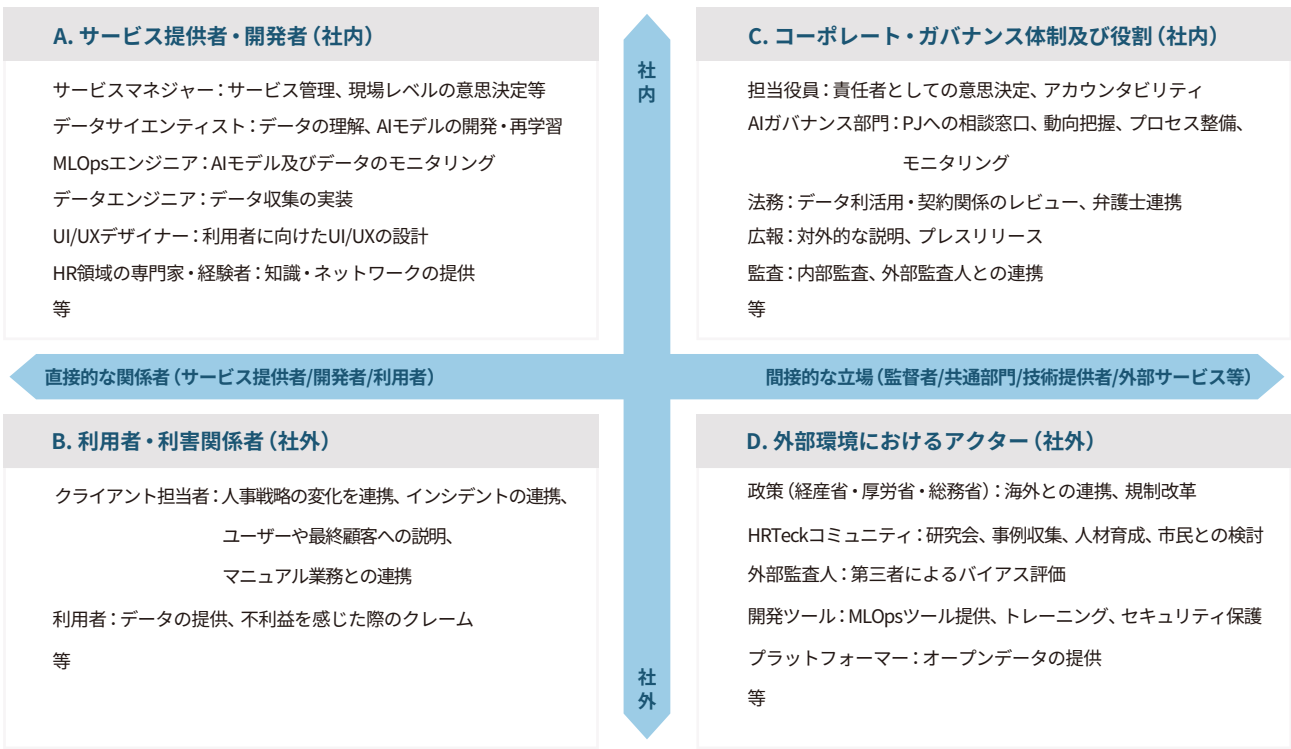 A. サービス提供者・開発者（社内）
サービスマネジャー：サービス管理、現場レベルの意思決定等
データサイエンティスト：データの理解、AIモデルの開発・再学習
MLOpsエンジニア：AIモデル及びデータのモニタリング
データエンジニア：データ収集の実装
UI/UXデザイナー：利用者に向けたUI/UXの設計
HR領域の専門家・経験者：知識・ネットワークの提供
等
社内
C. コーポレート・ガバナンス体制及び役割（社内）
担当役員：責任者としての意思決定、アカウンタビリティ
AIガバナンス部門：PJへの相談窓口、動向把握、プロセス整備、
モニタリング
法務：データ利活用・契約関係のレビュー、弁護士連携
広報：対外的な説明、プレスリリース
監査：内部監査、外部監査人との連携
等
直接的な関係者（サービス提供者/開発者/利用者）
間接的な立場（監督者/共通部門/技術提供者/外部サービス等）
B. 利用者・利害関係者（社外）
クライアント担当者：人事戦略の変化を連携、インシデントの連携、
ユーザーや最終顧客への説明、
マニュアル業務との連携
利用者：データの提供、不利益を感じた際のクレーム
等
社外
D. 外部環境におけるアクター（社外）
政策（経産省・厚労省・総務省）：海外との連携、規制改革
HRTeckコミュニティ：研究会、事例収集、人材育成、市民との検討
外部監査人：第三者によるバイアス評価
開発ツール：MLOpsツール提供、トレーニング、セキュリティ保護
プラットフォーマー：オープンデータの提供
等